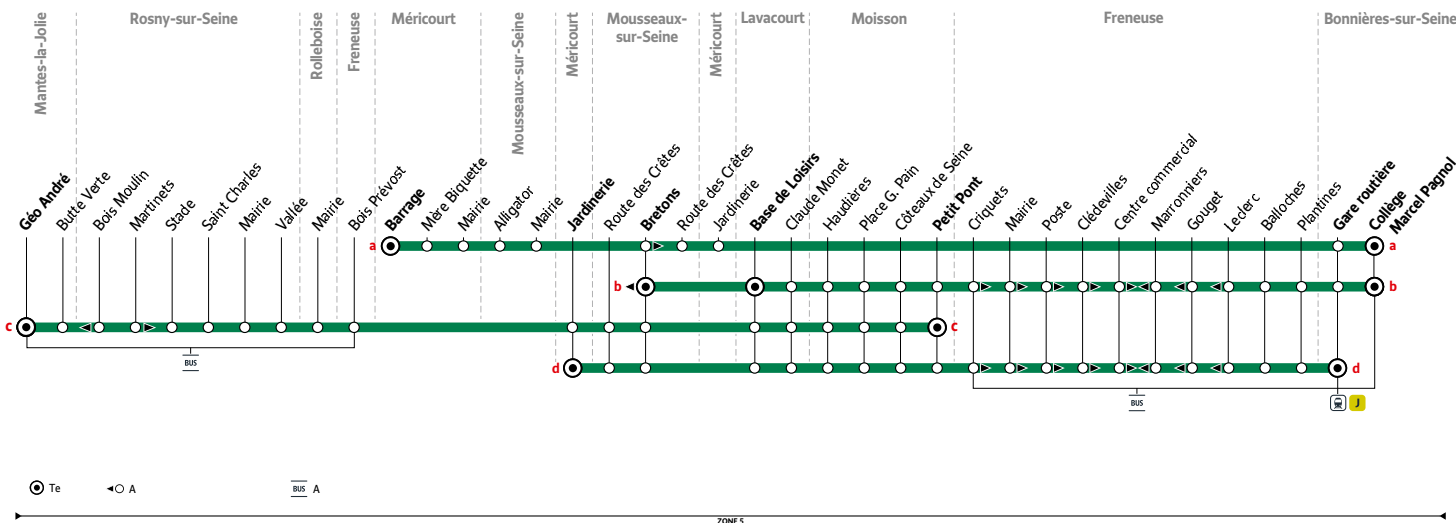 Mantes-la-Jolie
Rosny-sur-Seine
Rolleboise
Freneuse
Méricourt
Mousseaux-sur-Seine
Méricourt
Mousseaux-
sur-Seine
Méricourt
Lavacourt
Moisson
Freneuse
Bonnières-sur-Seine
Géo André
Butte Verte
Bois Moulin
Martinets
Stade
Saint Charles
Mairie
Vallée
Mairie
Bois Prévost
Barrage
Mère Biquette
Mairie
Alligator
Mairie
Jardinerie
Route des Crêtes
Bretons
Route des Crêtes
Jardinerie
Base de Loisirs
Claude Monet
Haudières
Place G. Pain
Côteaux de Seine
Petit Pont
Criquets
Mairie
Poste
Clédevilles
Centre commercial
Marronniers
Gouget
Leclerc
Balloches
Plantines
Gare routière
Collège
Marcel Pagnol
a a
b b
c c
BUS
d d
BUS
J
Te
A
BUS A
ZONE 5